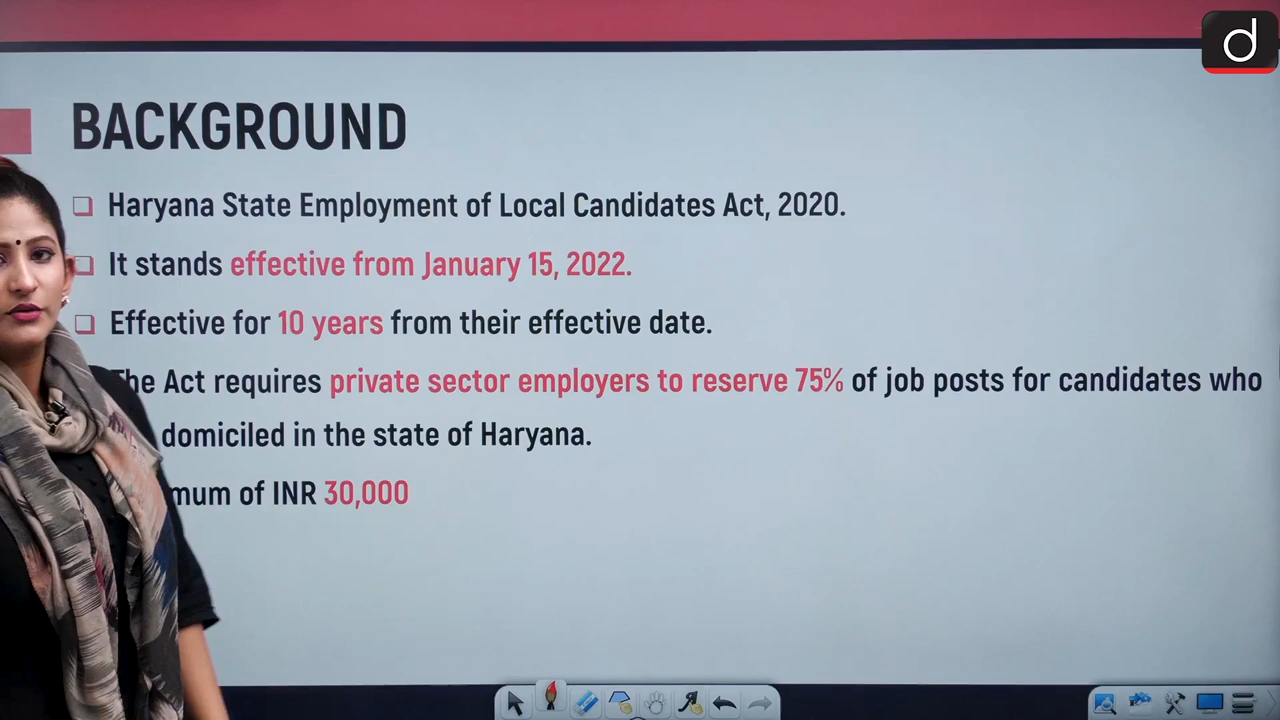 d
BACKGROUND
Haryana State Employment of Local Candidates Act, 2020.
It stands effective from January 15, 2022.
Effective for 10 years from their effective date.
The Act requires private sector employers to reserve 75% of job posts for candidates who
domiciled in the state of Haryana.
mum of INR 30,000